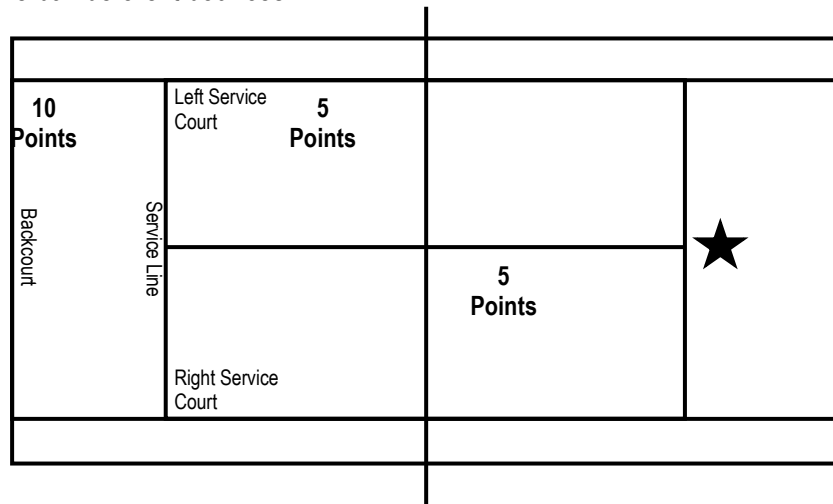 10
Points
Left Service
Court
5
Points
Backcourt
Service Line
5
Points
Right Service
Court